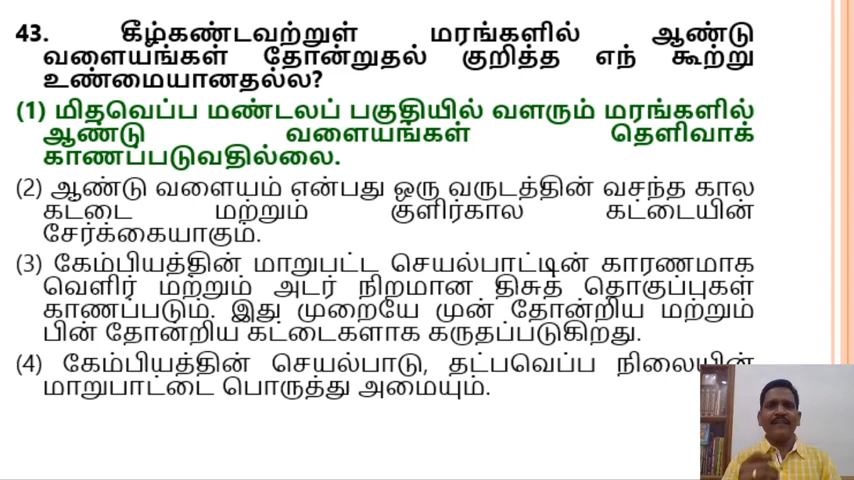 43. கீழ்கண்டவற்றுள் மரங்களில் ஆண்டு
வளையங்கள் தோன்றுதல் குறித்த எந் கூற்று
உண்மையானதல்ல?
(1) மிதவெப்ப மண்டலப் பகுதியில் வளரும் மரங்களில்
ஆண்டு வளையங்கள் தெளிவாக்
காணப்படுவதில்லை.
(2) ஆண்டு வளையம் என்பது ஒரு வருடத்தின் வசந்த கால
கட்டை மற்றும் குளிர்கால கட்டையின்
சேர்க்கையாகும்.
(3) கேம்பியத்தின் மாறுபட்ட செயல்பாட்டின் காரணமாக
வெளிர் மற்றும் அடர் நிறமான திசுத் தொகுப்புகள்
காணப்படும். இது முறையே முன் தோன்றிய மற்றும்
பின் தோன்றிய கட்டைகளாக கருதப்படுகிறது.
(4) கேம்பியத்தின் செயல்பாடு, தட்பவெப்ப நிலையின்
மாறுபாட்டை பொருத்து அமையும்.